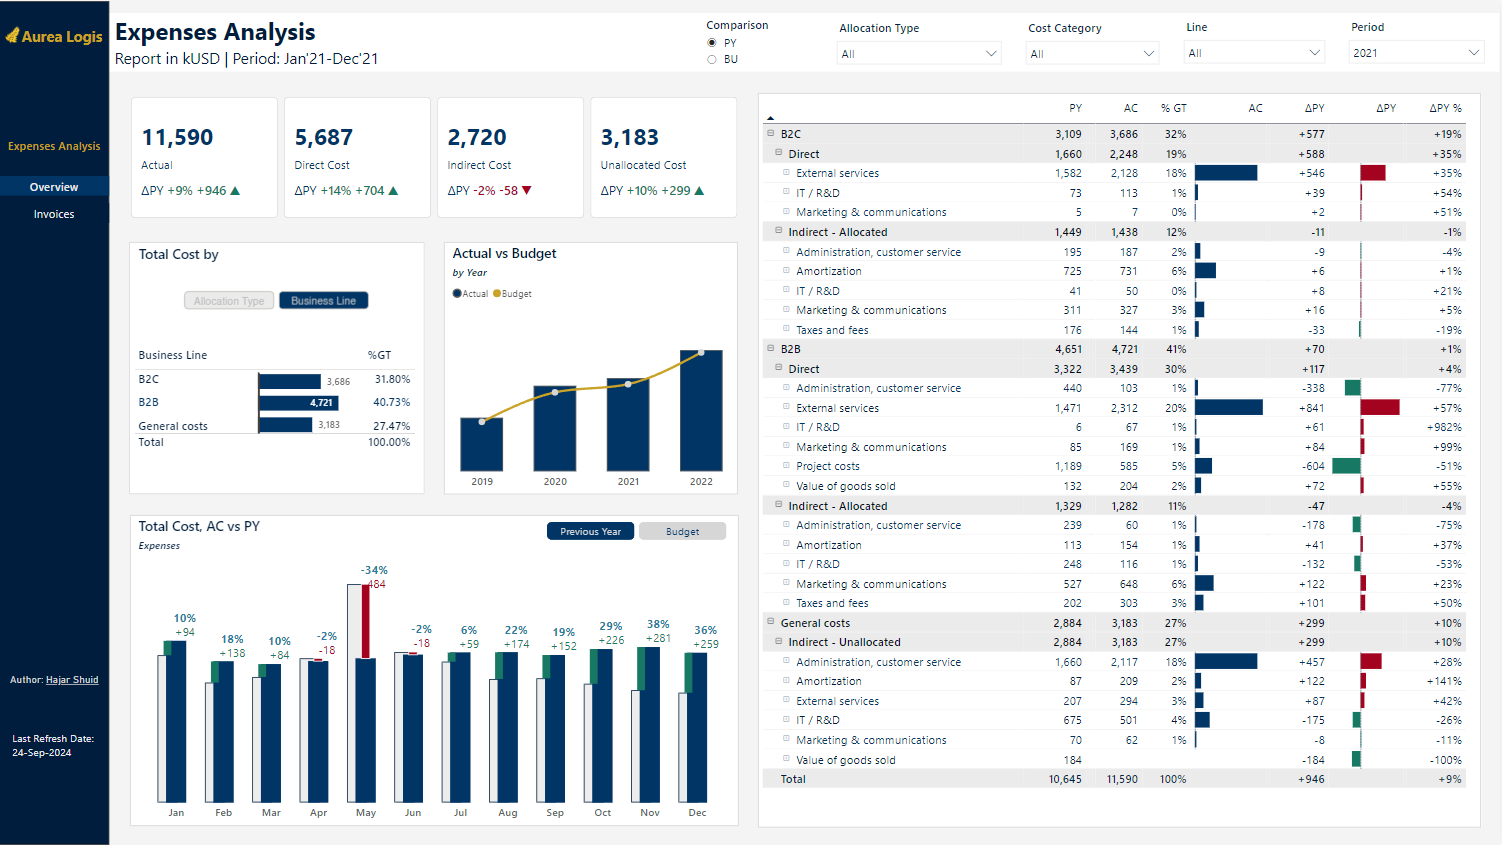 Aurea Logis
Expenses Analysis
Report in kUSD | Period: Jan'21-Dec'21
Comparison
PY
BU
Allocation Type
All
Cost Category
All
Line
All
Period
2021
Expenses Analysis
Overview
Invoices
Author: Hajar Shuid
Last Refresh Date:
24-Sep-2024
11,590
Actual
ΔPY +9% +946 ▲
5,687
Direct Cost
ΔPY +14% +704 ▲
2,720
Indirect Cost
ΔPY -2% -58 ▼
3,183
Unallocated Cost
ΔPY +10% +299 ▲
Total Cost by
Allocation Type Business Line
Business Line %GT
B2C 3,686 31.80%
B2B 4,721 40.73%
General costs 3,183 27.47%
Total 100.00%
Actual vs Budget
by Year
Actual Budget
2019 2020 2021 2022
Total Cost, AC vs PY
Expenses
Previous Year Budget
10% 18% 10% -2% -34% -2% 6% 22% 19% 29% 38% 36%
+94 +138 +84 -18 -484 -18 +59 +174 +152 +226 +281 +259
Jan Feb Mar Apr May Jun Jul Aug Sep Oct Nov Dec
PY AC % GT AC ΔPY ΔPY ΔPY %
B2C 3,109 3,686 32% +577 +19%
Direct 1,660 2,248 19% +588 +35%
External services 1,582 2,128 18% +546 +35%
IT / R&D 73 113 1% +39 +54%
Marketing & communications 5 7 0% +2 +51%
Indirect - Allocated 1,449 1,438 12% -11 -1%
Administration, customer service 195 187 2% -9 -4%
Amortization 725 731 6% +6 +1%
IT / R&D 41 50 0% +8 +21%
Marketing & communications 311 327 3% +16 +5%
Taxes and fees 176 144 1% -33 -19%
B2B 4,651 4,721 41% +70 +1%
Direct 3,322 3,439 30% +117 +4%
Administration, customer service 440 103 1% -338 -77%
External services 1,471 2,312 20% +841 +57%
IT / R&D 6 67 1% +61 +982%
Marketing & communications 85 169 1% +84 +99%
Project costs 1,189 585 5% -604 -51%
Value of goods sold 132 204 2% +72 +55%
Indirect - Allocated 1,329 1,282 11% -47 -4%
Administration, customer service 239 60 1% -178 -75%
Amortization 113 154 1% +41 +37%
IT / R&D 248 116 1% -132 -53%
Marketing & communications 527 648 6% +122 +23%
Taxes and fees 202 303 3% +101 +50%
General costs 2,884 3,183 27% +299 +10%
Indirect - Unallocated 2,884 3,183 27% +299 +10%
Administration, customer service 1,660 2,117 18% +457 +28%
Amortization 87 209 2% +122 +141%
External services 207 294 3% +87 +42%
IT / R&D 675 501 4% -175 -26%
Marketing & communications 70 62 1% -8 -11%
Value of goods sold 184 -184 -100%
Total 10,645 11,590 100% +946 +9%